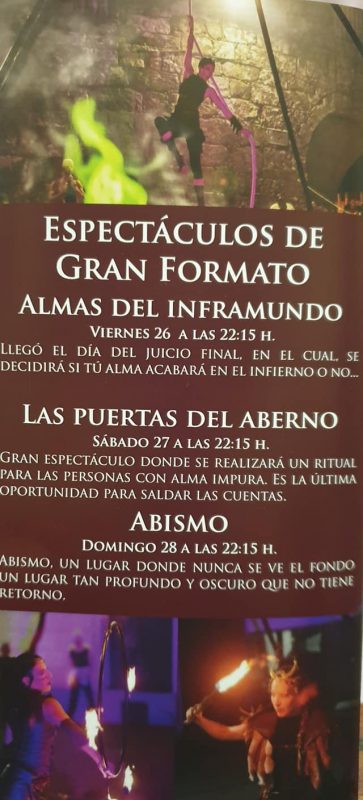 Espectáculos de
Gran Formato
Almas del inframundo
Viernes 26 a las 22:15 h.
Llegó el día del juicio final, en el cual, se
decidirá si tú alma acabará en el infierno o no...
Las puertas del aberno
Sábado 27 a las 22:15 h.
Gran espectáculo donde se realizará un ritual
para las personas con alma impura. Es la última
oportunidad para saldar las cuentas.
Abismo
Domingo 28 a las 22:15 h.
Abismo, un lugar donde nunca se ve el fondo
un lugar tan profundo y oscuro que no tiene
retorno.